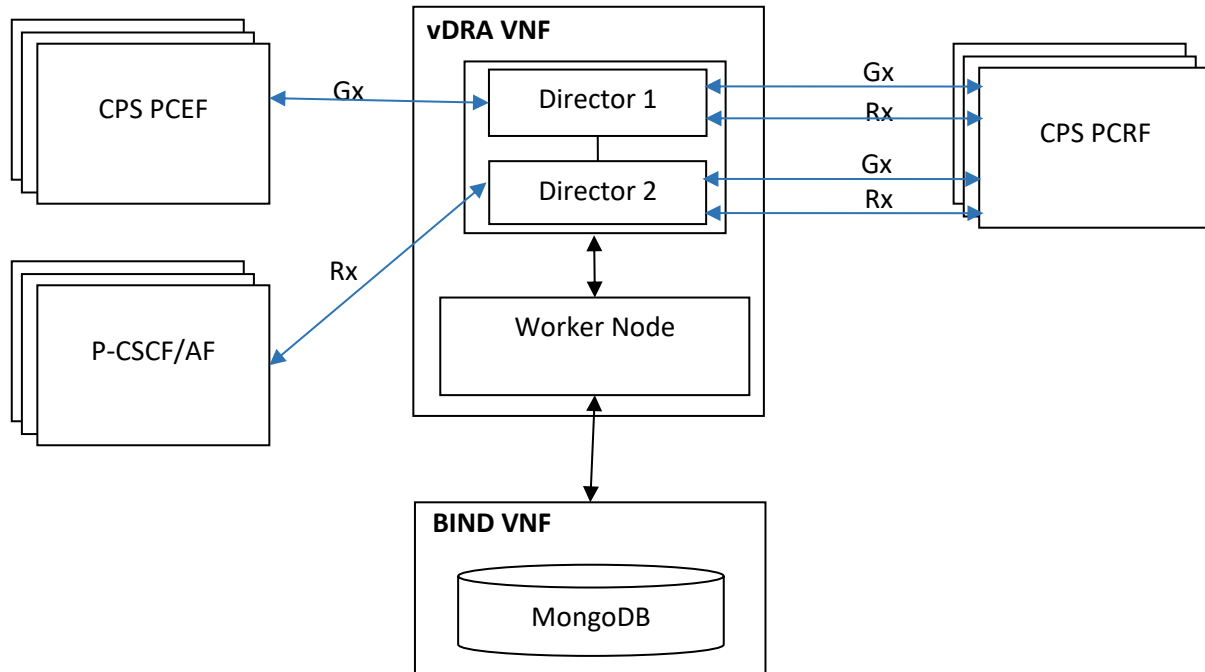 vDRA VNF
CPS PCEF
Gx
Director 1
Gx
Rx
CPS PCRF
Director 2
Gx
Rx
Rx
P-CSCF/AF
Worker Node
BIND VNF
MongoDB